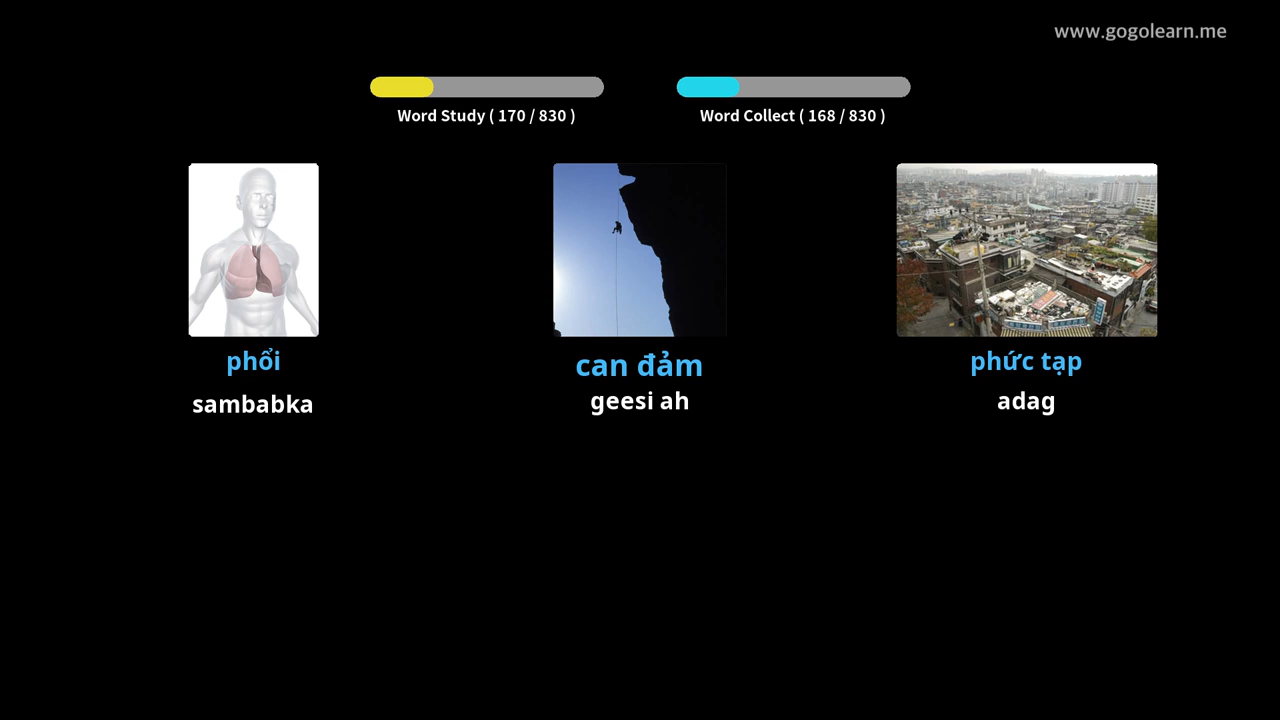 www.gogolearn.me
Word Study ( 170 / 830 )
Word Collect ( 168 / 830 )
phổi
can đảm
phức tạp
sambabka
geesi ah
adag